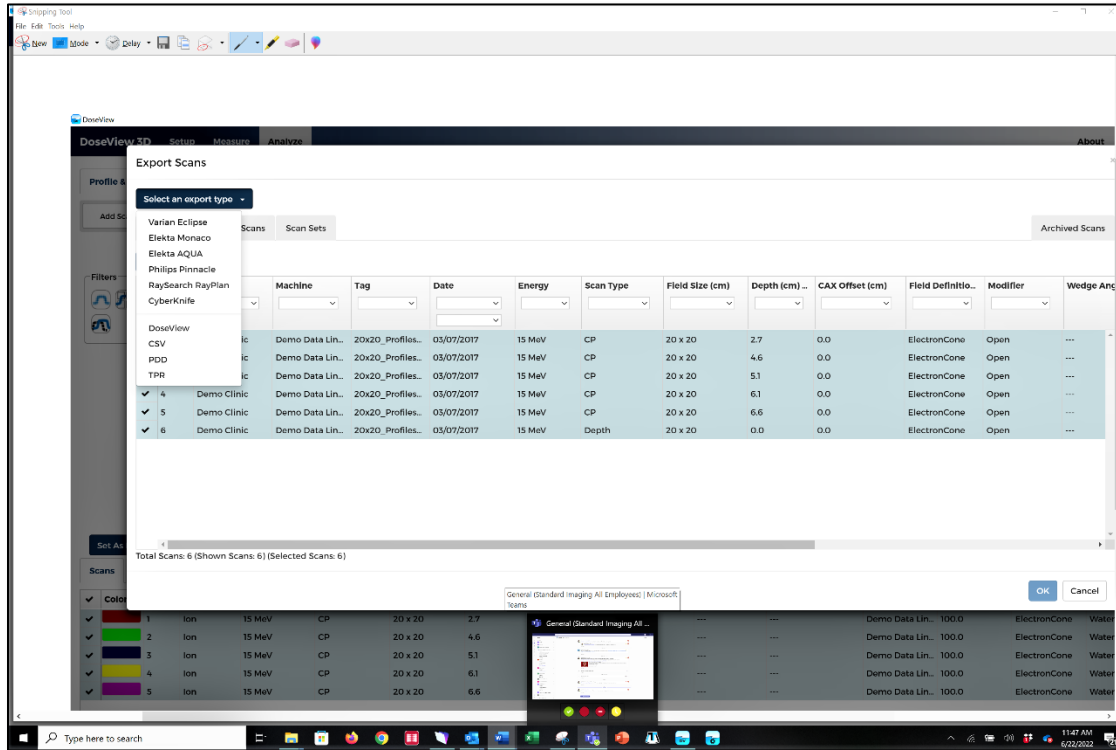 Snipping Tool
File Edit Tools Help
New Mode Delay
DoseView
DoseView 3D Setup Measure Analyze About
Export Scans
Profile &
Select an export type
Add Sc
Varian Eclipse
Elekta Monaco
Elekta AQUA
Philips Pinnacle
RaySearch RayPlan
CyberKnife
DoseView
CSV
PDD
TPR
Scans Scan Sets Archived Scans
Filters
Machine Tag Date Energy Scan Type Field Size (cm) Depth (cm) ... CAX Offset (cm) Field Definitio... Modifier Wedge Ang
ic Demo Data Lin... 20x20_Profiles... 03/07/2017 15 MeV CP 20 x 20 2.7 0.0 ElectronCone Open ---
ic Demo Data Lin... 20x20_Profiles... 03/07/2017 15 MeV CP 20 x 20 4.6 0.0 ElectronCone Open ---
ic Demo Data Lin... 20x20_Profiles... 03/07/2017 15 MeV CP 20 x 20 5.1 0.0 ElectronCone Open ---
4 Demo Clinic Demo Data Lin... 20x20_Profiles... 03/07/2017 15 MeV CP 20 x 20 6.1 0.0 ElectronCone Open ---
5 Demo Clinic Demo Data Lin... 20x20_Profiles... 03/07/2017 15 MeV CP 20 x 20 6.6 0.0 ElectronCone Open ---
6 Demo Clinic Demo Data Lin... 20x20_Profiles... 03/07/2017 15 MeV Depth 20 x 20 0.0 0.0 ElectronCone Open ---
Set As
Total Scans: 6 (Shown Scans: 6) (Selected Scans: 6)
Scans
OK Cancel
General (Standard Imaging All Employees) | Microsoft
Teams
Color
General (Standard Imaging All ...
1 Ion 15 MeV CP 20 x 20 2.7 --- --- Demo Data Lin... 100.0 ElectronCone Water
2 Ion 15 MeV CP 20 x 20 4.6 Demo Data Lin... 100.0 ElectronCone Water
3 Ion 15 MeV CP 20 x 20 5.1 --- --- Demo Data Lin... 100.0 ElectronCone Water
4 Ion 15 MeV CP 20 x 20 6.1 --- --- Demo Data Lin... 100.0 ElectronCone Water
5 Ion 15 MeV CP 20 x 20 6.6 --- --- Demo Data Lin... 100.0 ElectronCone Water
Type here to search
11:47 AM
6/22/2022